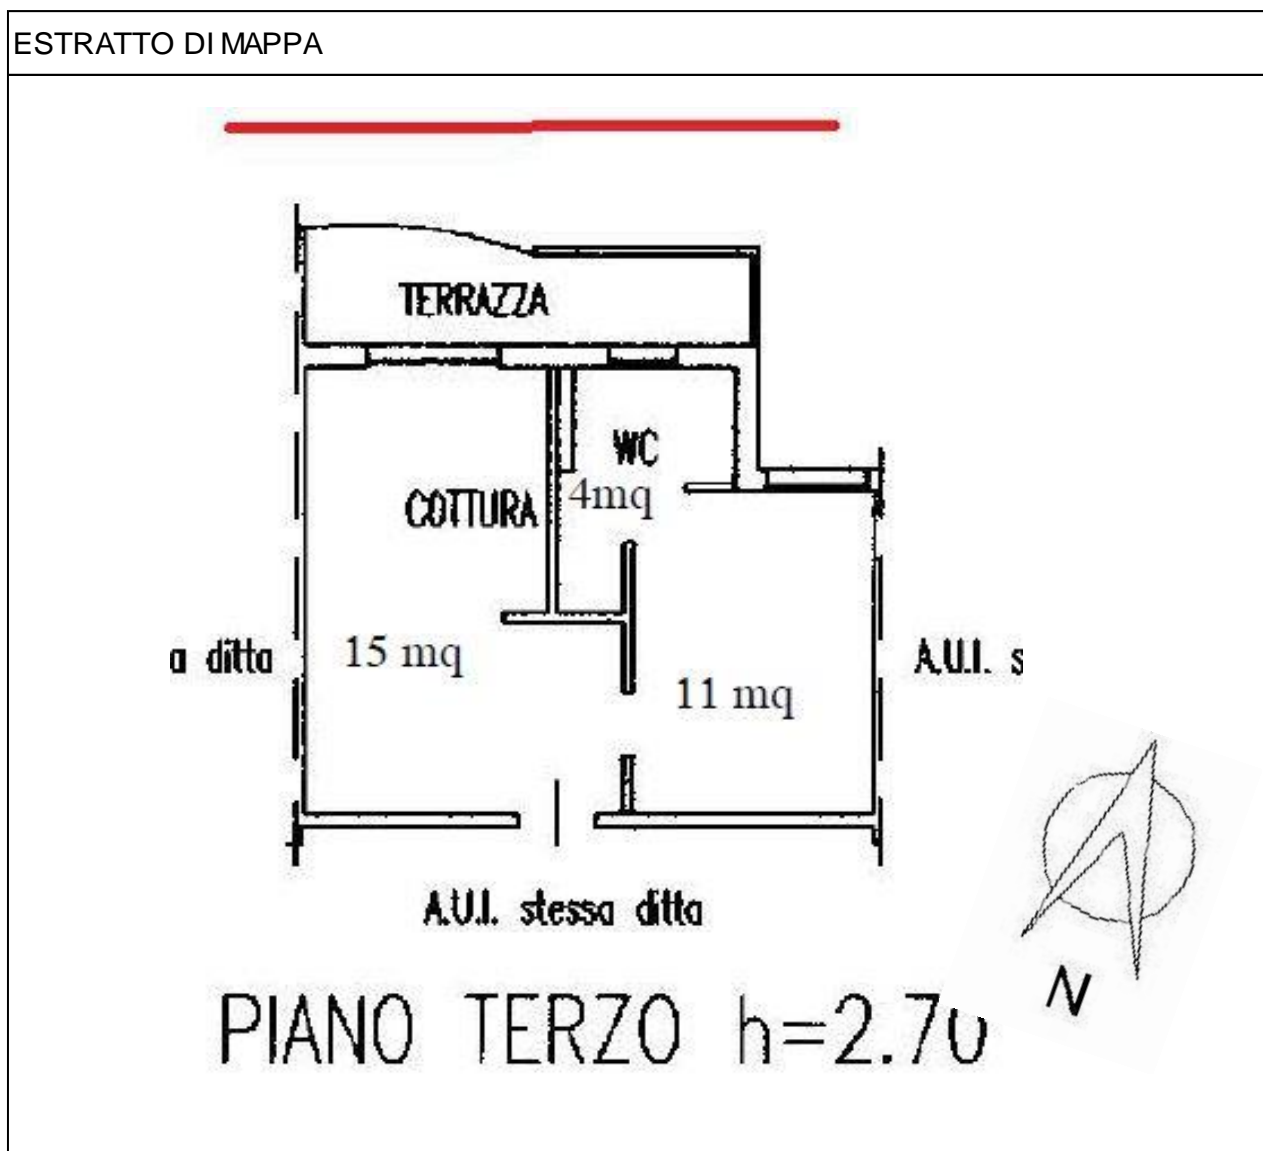 ESTRATTO DI MAPPA
TERRAZZA
WC
4mq
COTTURA
a ditta
15 mq
A.U.I. s
11 mq
A.U.I. stessa ditta
N
PIANO TERZO h=2.70